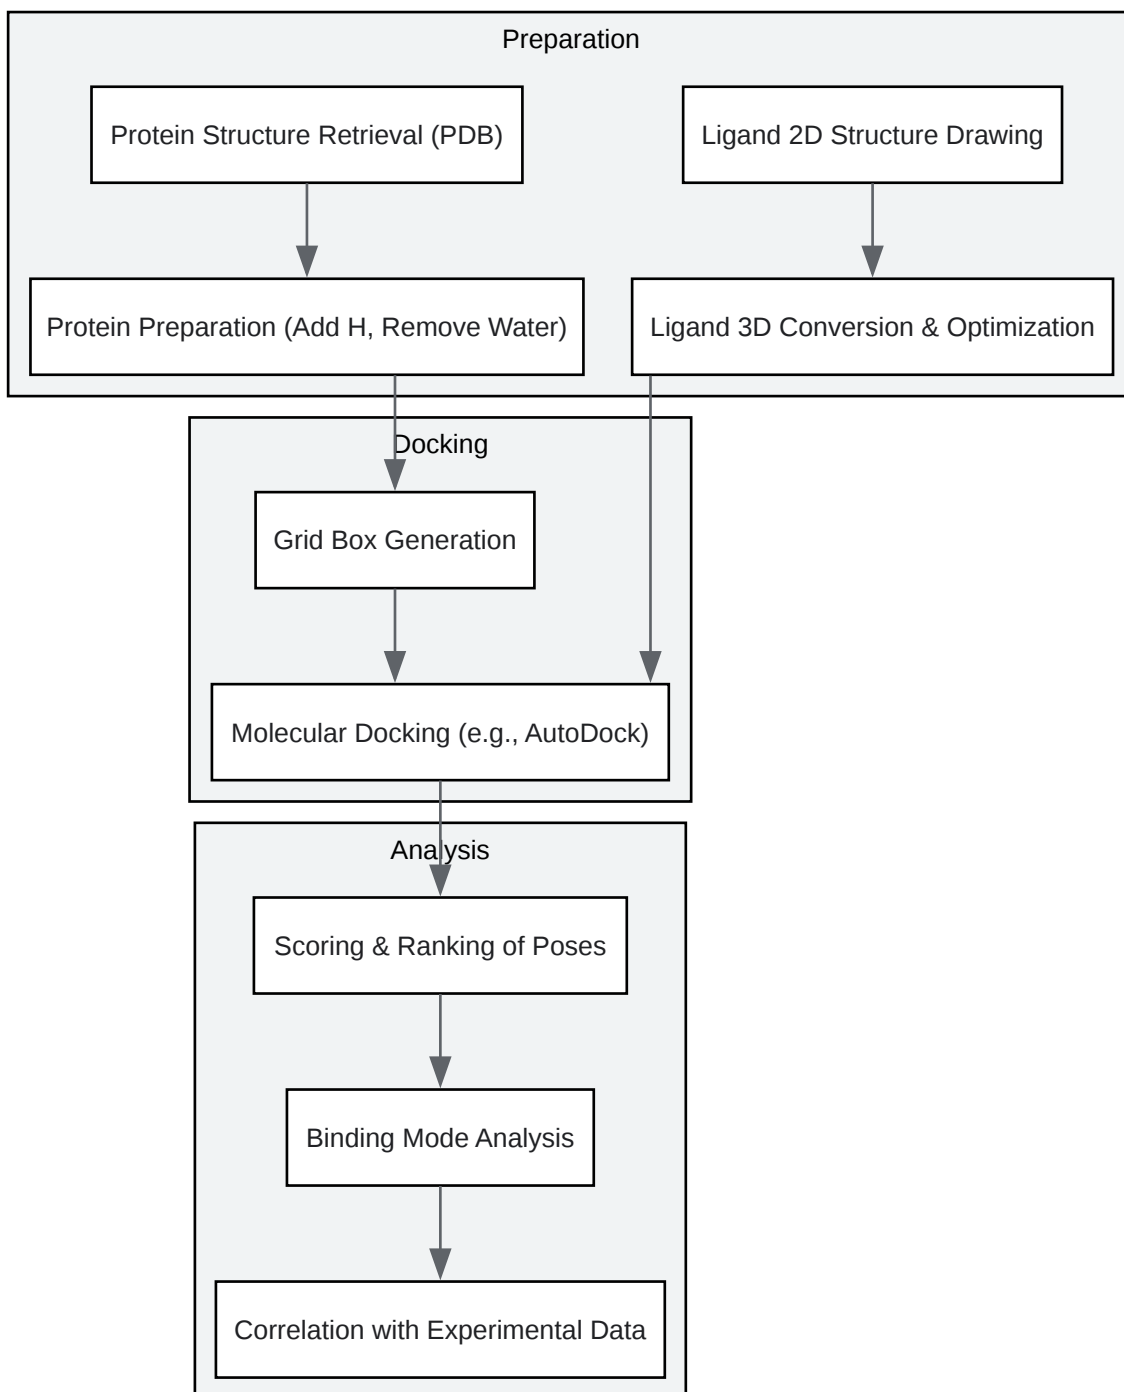 Preparation
Protein Structure Retrieval (PDB)
Ligand 2D Structure Drawing
Protein Preparation (Add H, Remove Water)
Ligand 3D Conversion & Optimization
Docking
Grid Box Generation
Molecular Docking (e.g., AutoDock)
Analysis
Scoring & Ranking of Poses
Binding Mode Analysis
Correlation with Experimental Data